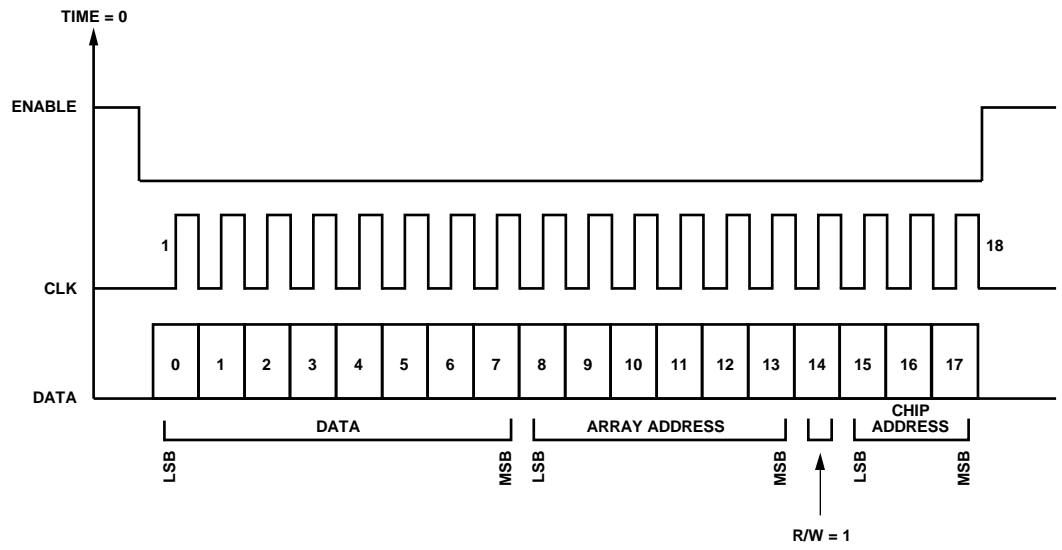 TIME = 0
ENABLE
1
18
CLK
0 1 2 3 4 5 6 7 8 9 10 11 12 13 14 15 16 17
DATA
DATA
ARRAY ADDRESS
CHIP
ADDRESS
LSB
MSB
LSB
MSB
LSB
MSB
R/W = 1